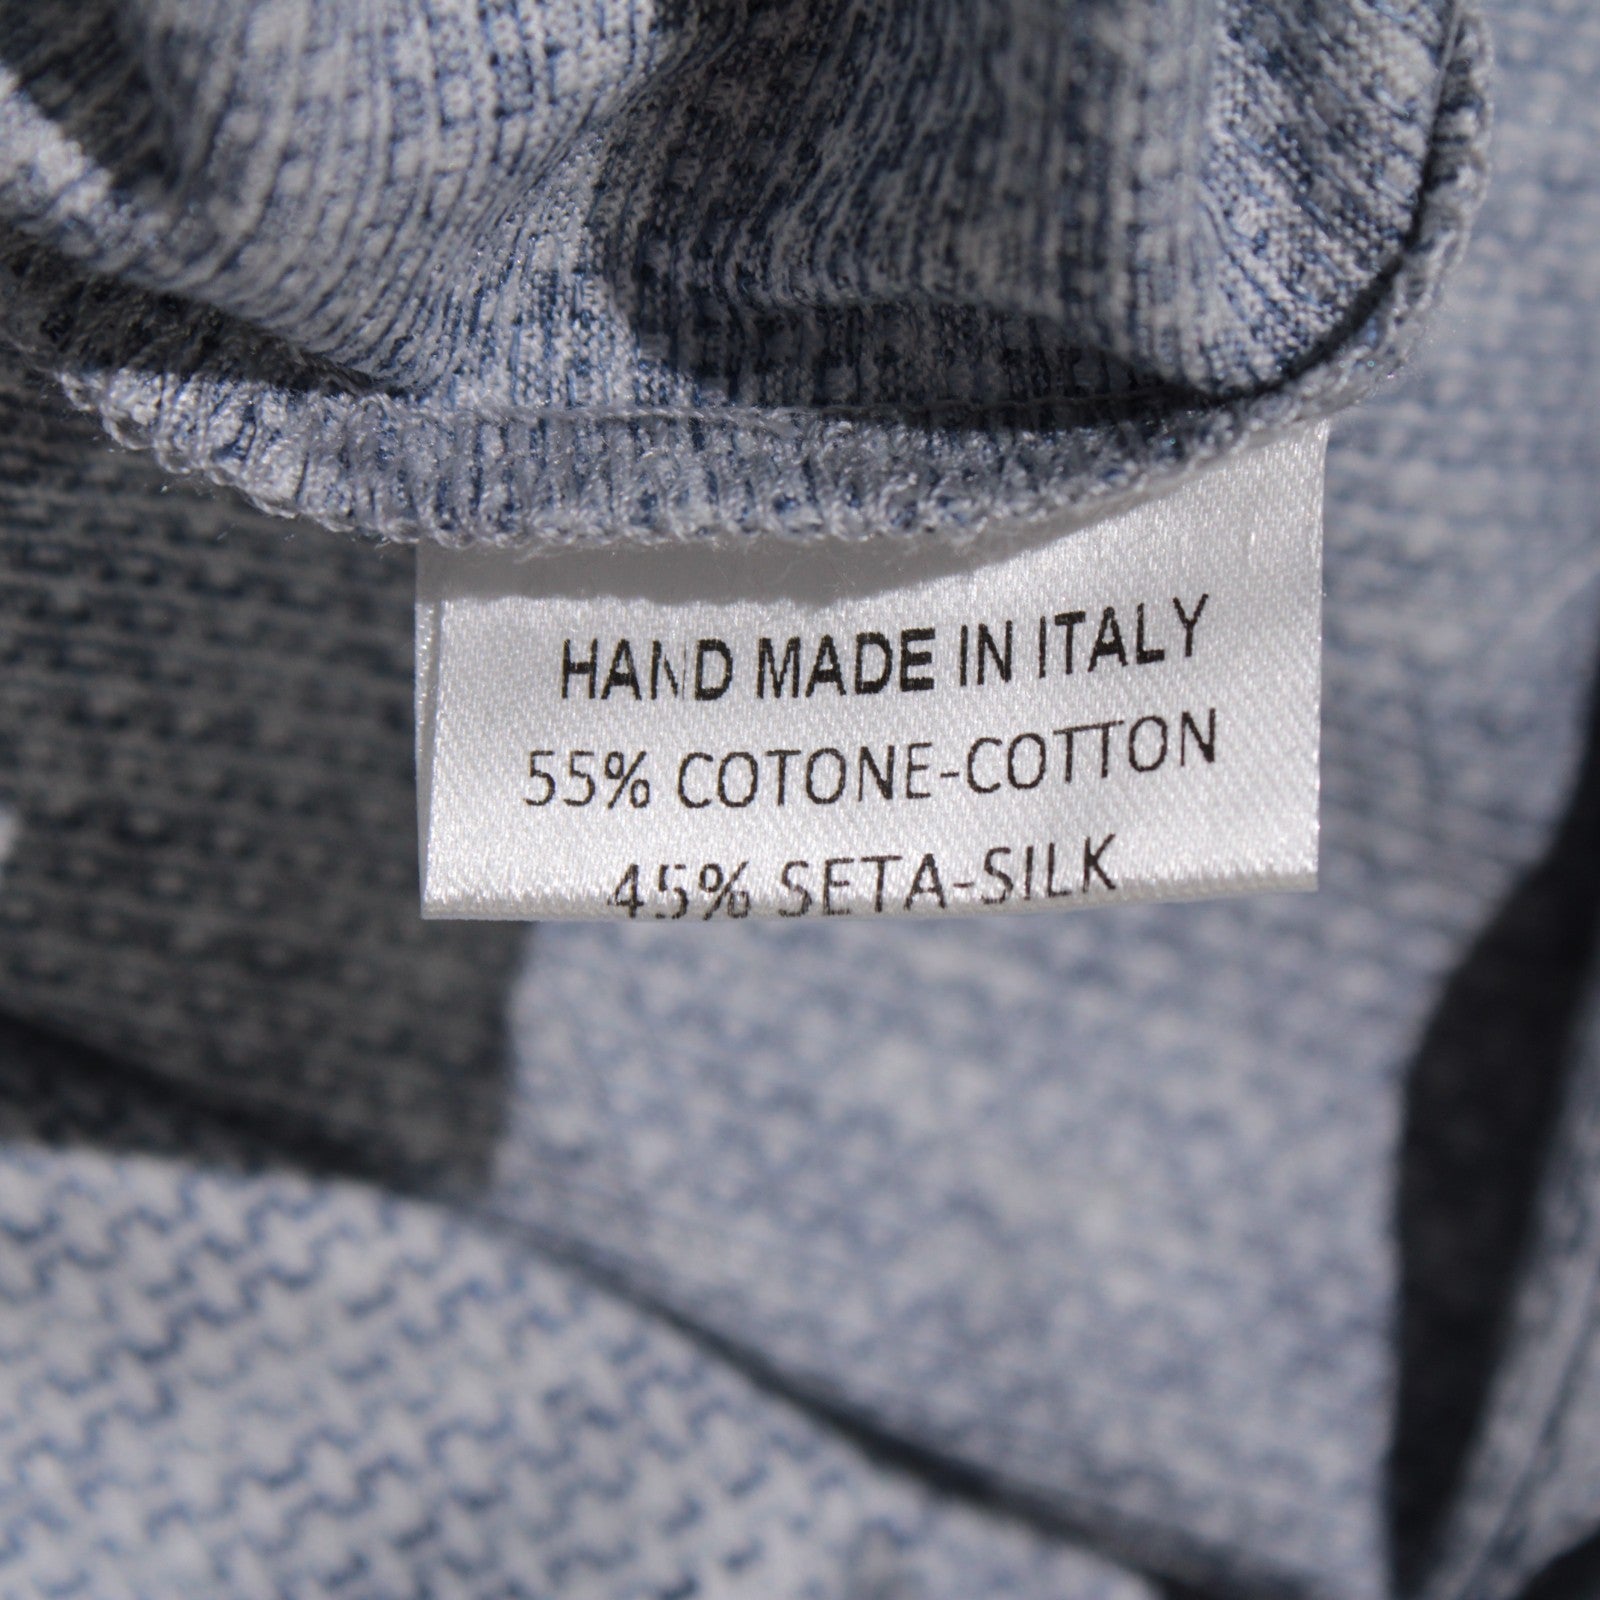 HAND MADE IN ITALY
55% COTONE-COTTON
45% SETA-SILK